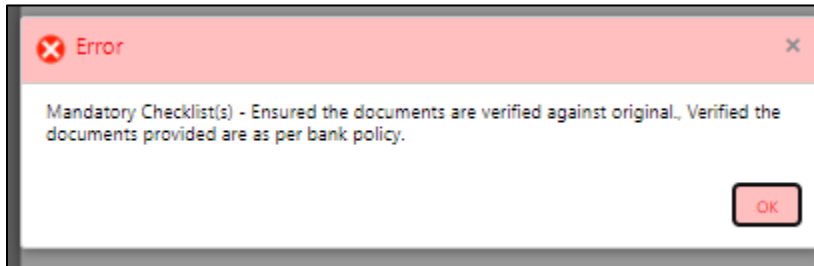 Error
Mandatory Checklist(s) - Ensured the documents are verified against original., Verified the
documents provided are as per bank policy.
OK